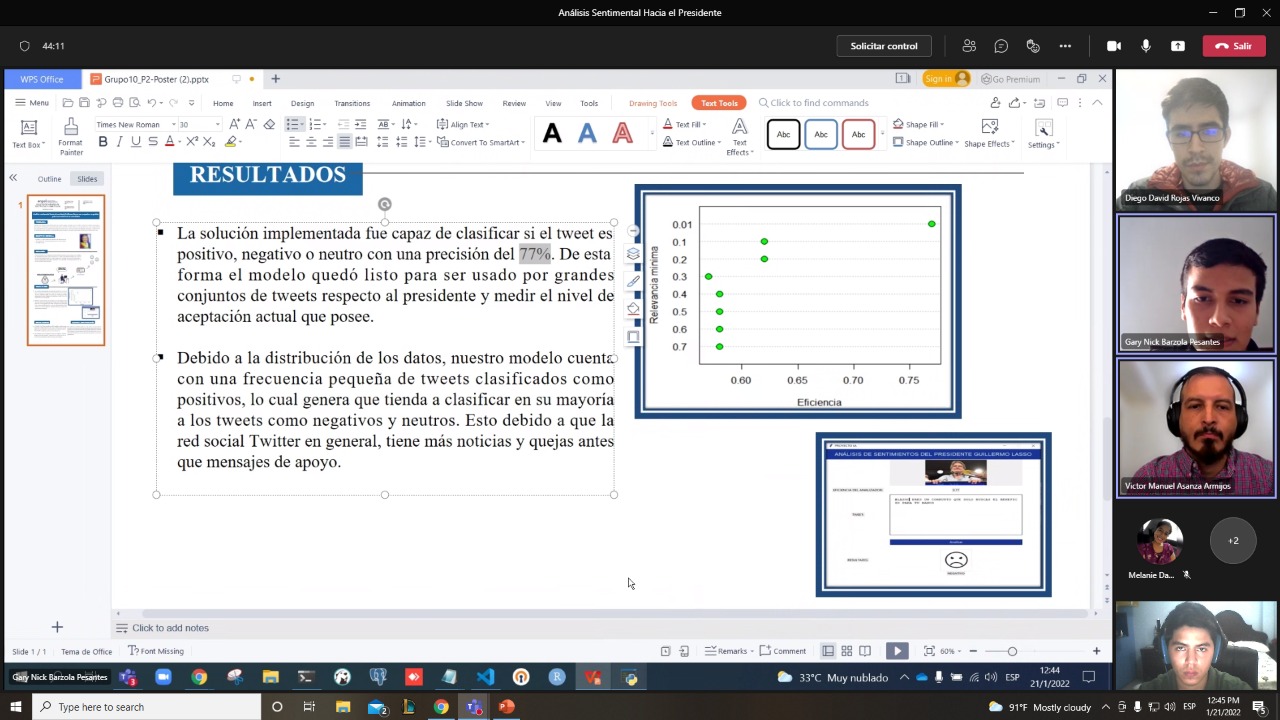 Análisis Sentimental Hacia el Presidente
44:11
Solicitar control
Salir
WPS Office
Grupo10_P2-Poster (2).pptx
Sign in
Go Premium
Menu
Home
Insert
Design
Transitions
Animation
Slide Show
Review
View
Tools
Drawing Tools
Text Tools
Click to find commands
Text Box
Format
Painter
Times New Roman
30
Align Text
Convert To SmartArt
Text Fill
Text Outline
Text
Effects
Abc
Abc
Abc
Shape Fill
Shape Outline
Shape Effects
Settings
Outline
Slides
1
RESULTADOS
La solución implementada fue capaz de clasificar si el tweet es
positivo, negativo o neutro con una precisión del 77%. De esta
forma el modelo quedó listo para ser usado por grandes
conjuntos de tweets respecto al presidente y medir el nivel de
aceptación actual que posee.
Debido a la distribución de los datos, nuestro modelo cuenta
con una frecuencia pequeña de tweets clasificados como
positivos, lo cual genera que tienda a clasificar en su mayoría
a los tweets como negativos y neutros. Esto debido a que la
red social Twitter en general, tiene más noticias y quejas antes
que mensajes de apoyo.
Relevancia mínima
0.01
0.1
0.2
0.3
0.4
0.5
0.6
0.7
0.60
0.65
0.70
0.75
Eficiencia
ANÁLISIS DE SENTIMIENTOS DEL PRESIDENTE GUILLERMO LASSO
Click to add notes
Slide 1 / 1
Tema de Office
Font Missing
Remarks
Comment
60%
Gary Nick Barzola Pesantes
33°C Muy nublado
ESP
12:44
21/1/2022
Diego David Rojas Vivanco
Gary Nick Barzola Pesantes
Victor Manuel Asanza Armijos
Melanie Da...
+2
Type here to search
91°F Mostly cloudy
ESP
12:45 PM
1/21/2022